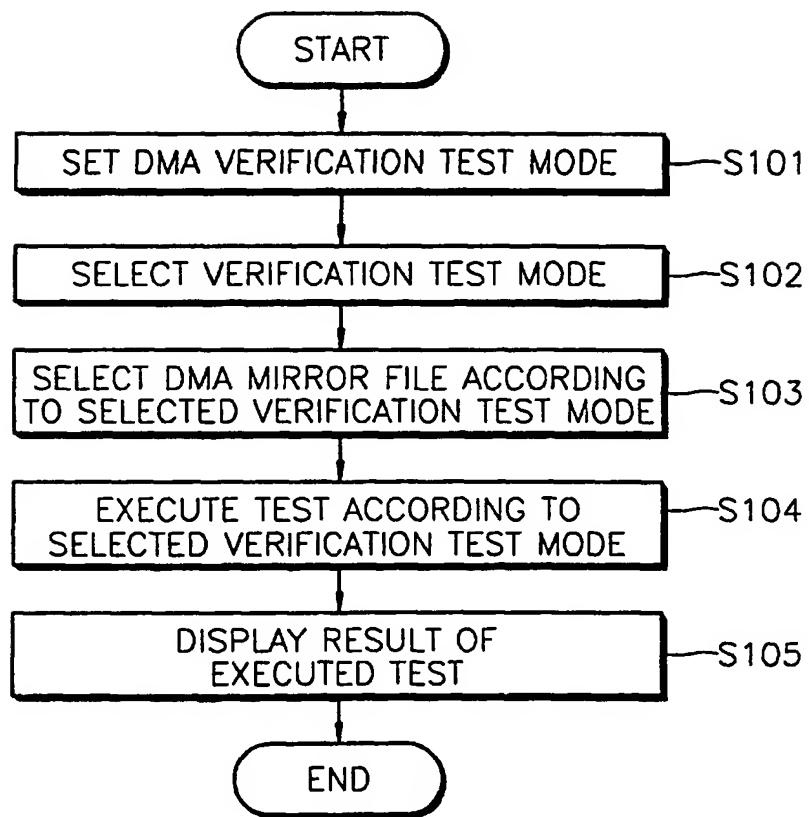 START
SET DMA VERIFICATION TEST MODE
S101
SELECT VERIFICATION TEST MODE
S102
SELECT DMA MIRROR FILE ACCORDING
TO SELECTED VERIFICATION TEST MODE
S103
EXECUTE TEST ACCORDING TO
SELECTED VERIFICATION TEST MODE
S104
DISPLAY RESULT OF
EXECUTED TEST
S105
END